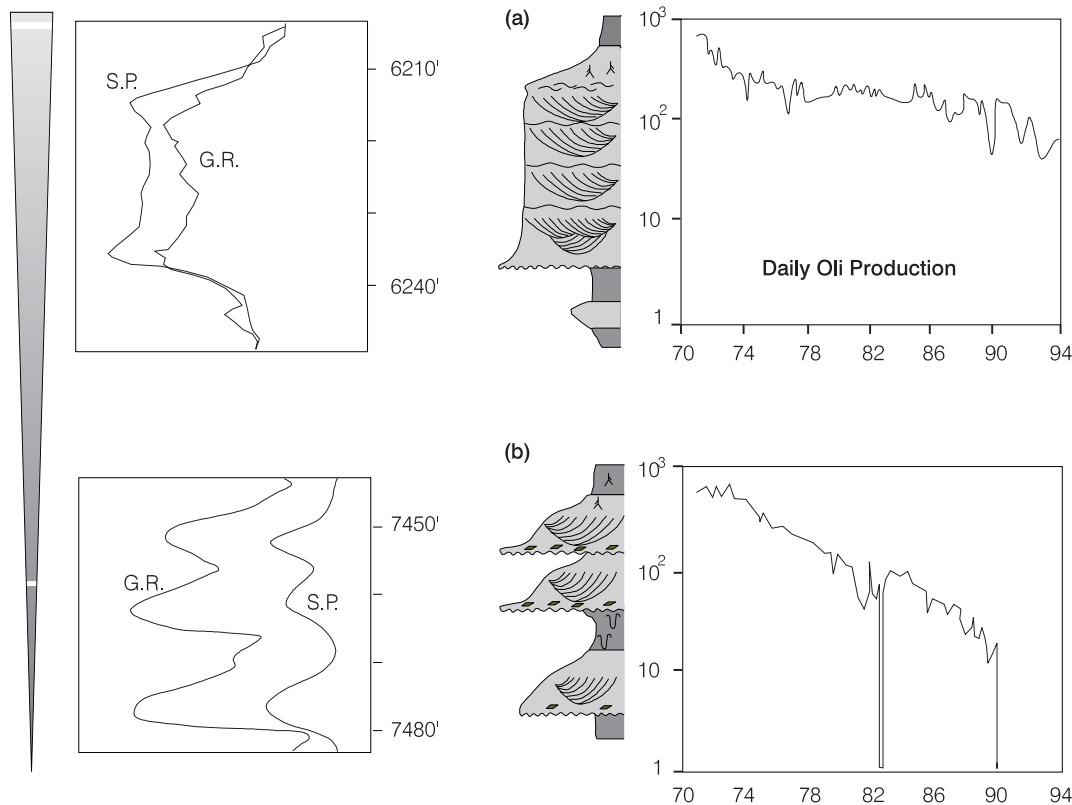 S.P.
G.R.
6210'
6240'
(a)
10³
10²
10
1
Daily Oli Production
70 74 78 82 86 90 94
G.R.
S.P.
7450'
7480'
(b)
10³
10²
10
1
70 74 78 82 86 90 94